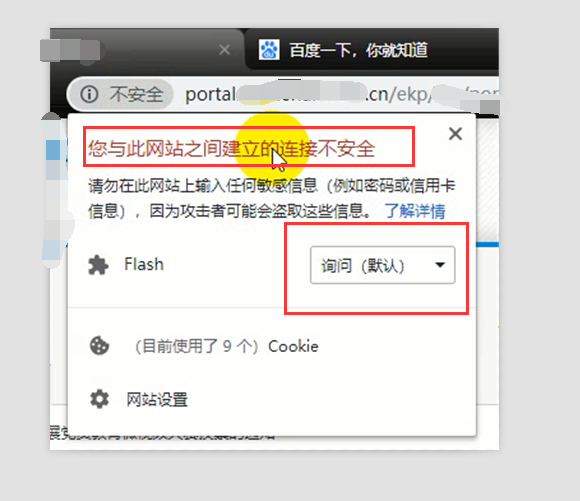 百度一下，你就知道
不安全 portal. .cn/ekp/
您与此网站之间建立的连接不安全
请勿在此网站上输入任何敏感信息（例如密码或信用卡
信息），因为攻击者可能会盗取这些信息。 了解详情
Flash 询问（默认）
（目前使用了 9 个）Cookie
网站设置